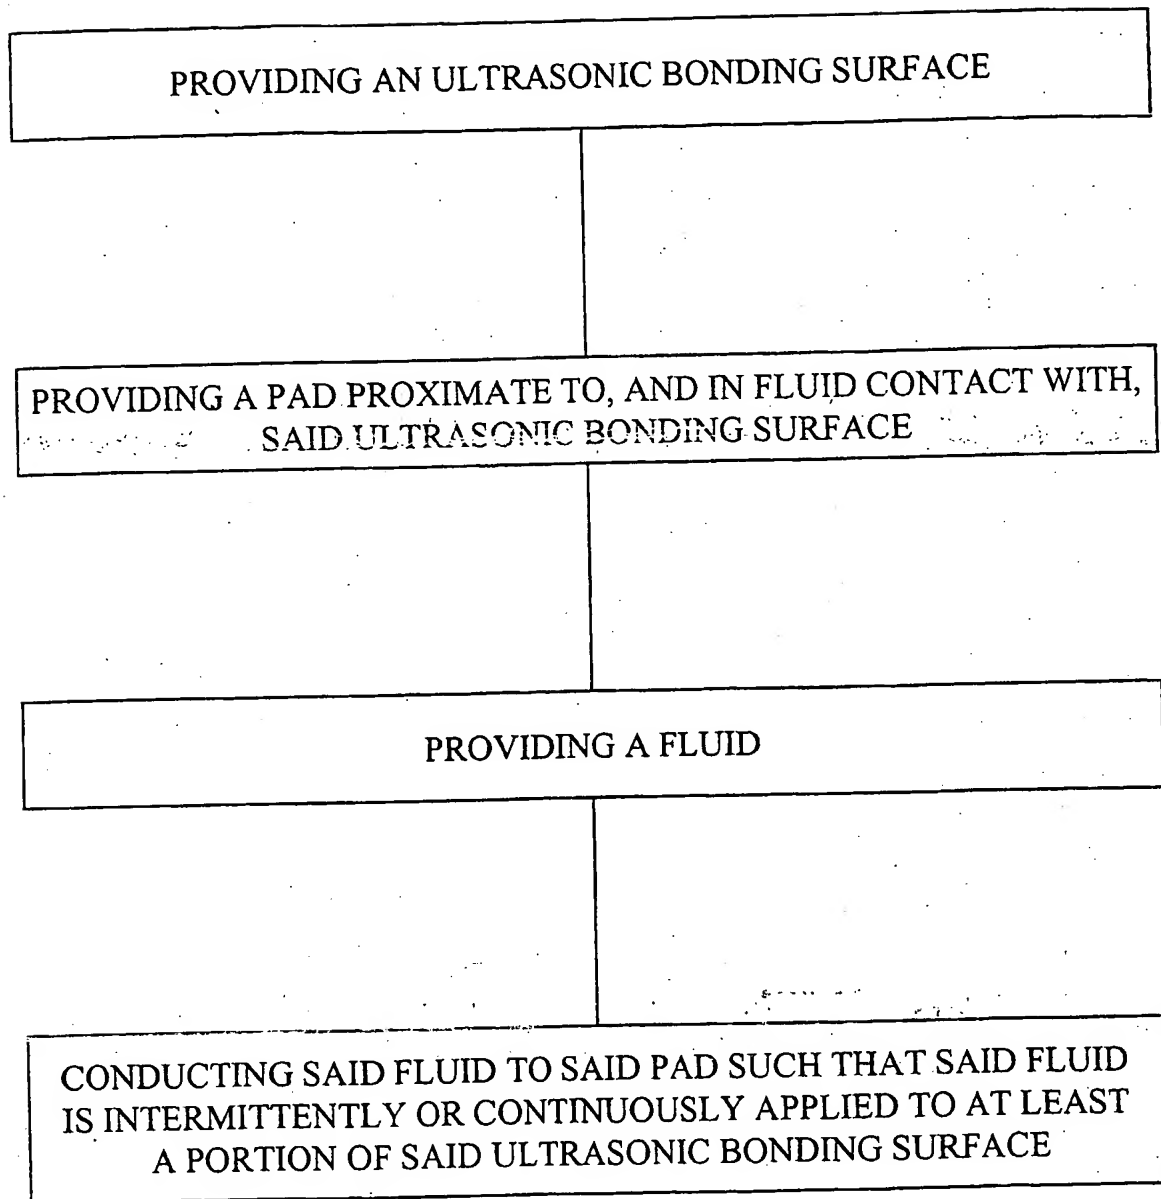 PROVIDING AN ULTRASONIC BONDING SURFACE
PROVIDING A PAD PROXIMATE TO, AND IN FLUID CONTACT WITH,
SAID ULTRASONIC BONDING SURFACE
PROVIDING A FLUID
CONDUCTING SAID FLUID TO SAID PAD SUCH THAT SAID FLUID
IS INTERMITTENTLY OR CONTINUOUSLY APPLIED TO AT LEAST
A PORTION OF SAID ULTRASONIC BONDING SURFACE